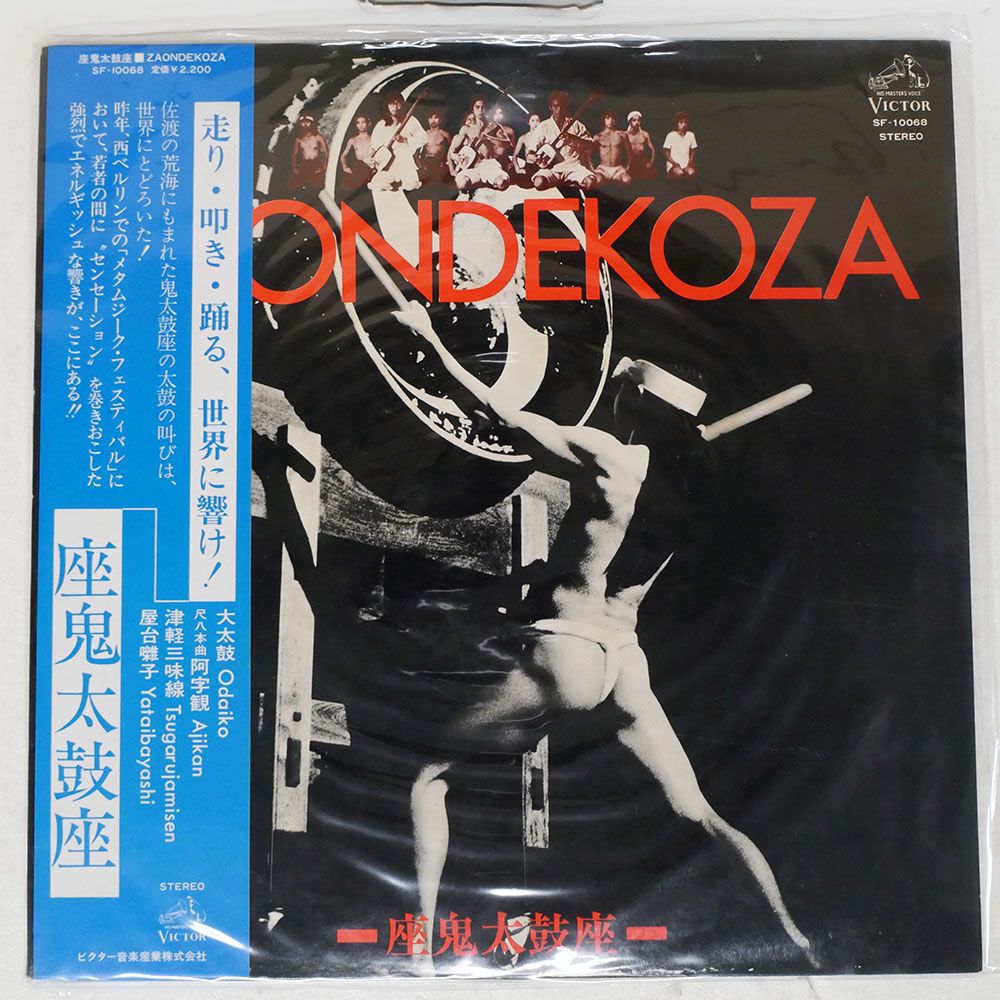 座鬼太鼓座■ZAONDEKOZA
SF-10068 定価¥2,200
走り・叩き・踊る、世界に響け!
佐渡の荒海にもまれた鬼太鼓座の太鼓の叫びは、
世界にとどろいた!
昨年、西ベルリンでの「メタムジーク・フェスティバル」に
おいて、若者の間に〝センセーション〟を巻きおこした
強烈でエネルギッシュな響きが、ここにある!!
大太鼓 Odaiko
尺八本曲 阿字観 Ajikan
津軽三味線 Tsugarujamisen
屋台囃子 Yataibayashi
座鬼太鼓座
STEREO
HIS MASTER'S VOICE
VICTOR
ビクター音楽産業株式会社
HIS MASTER'S VOICE
VICTOR
SF-10068
STEREO
ONDEKOZA
座鬼太鼓座